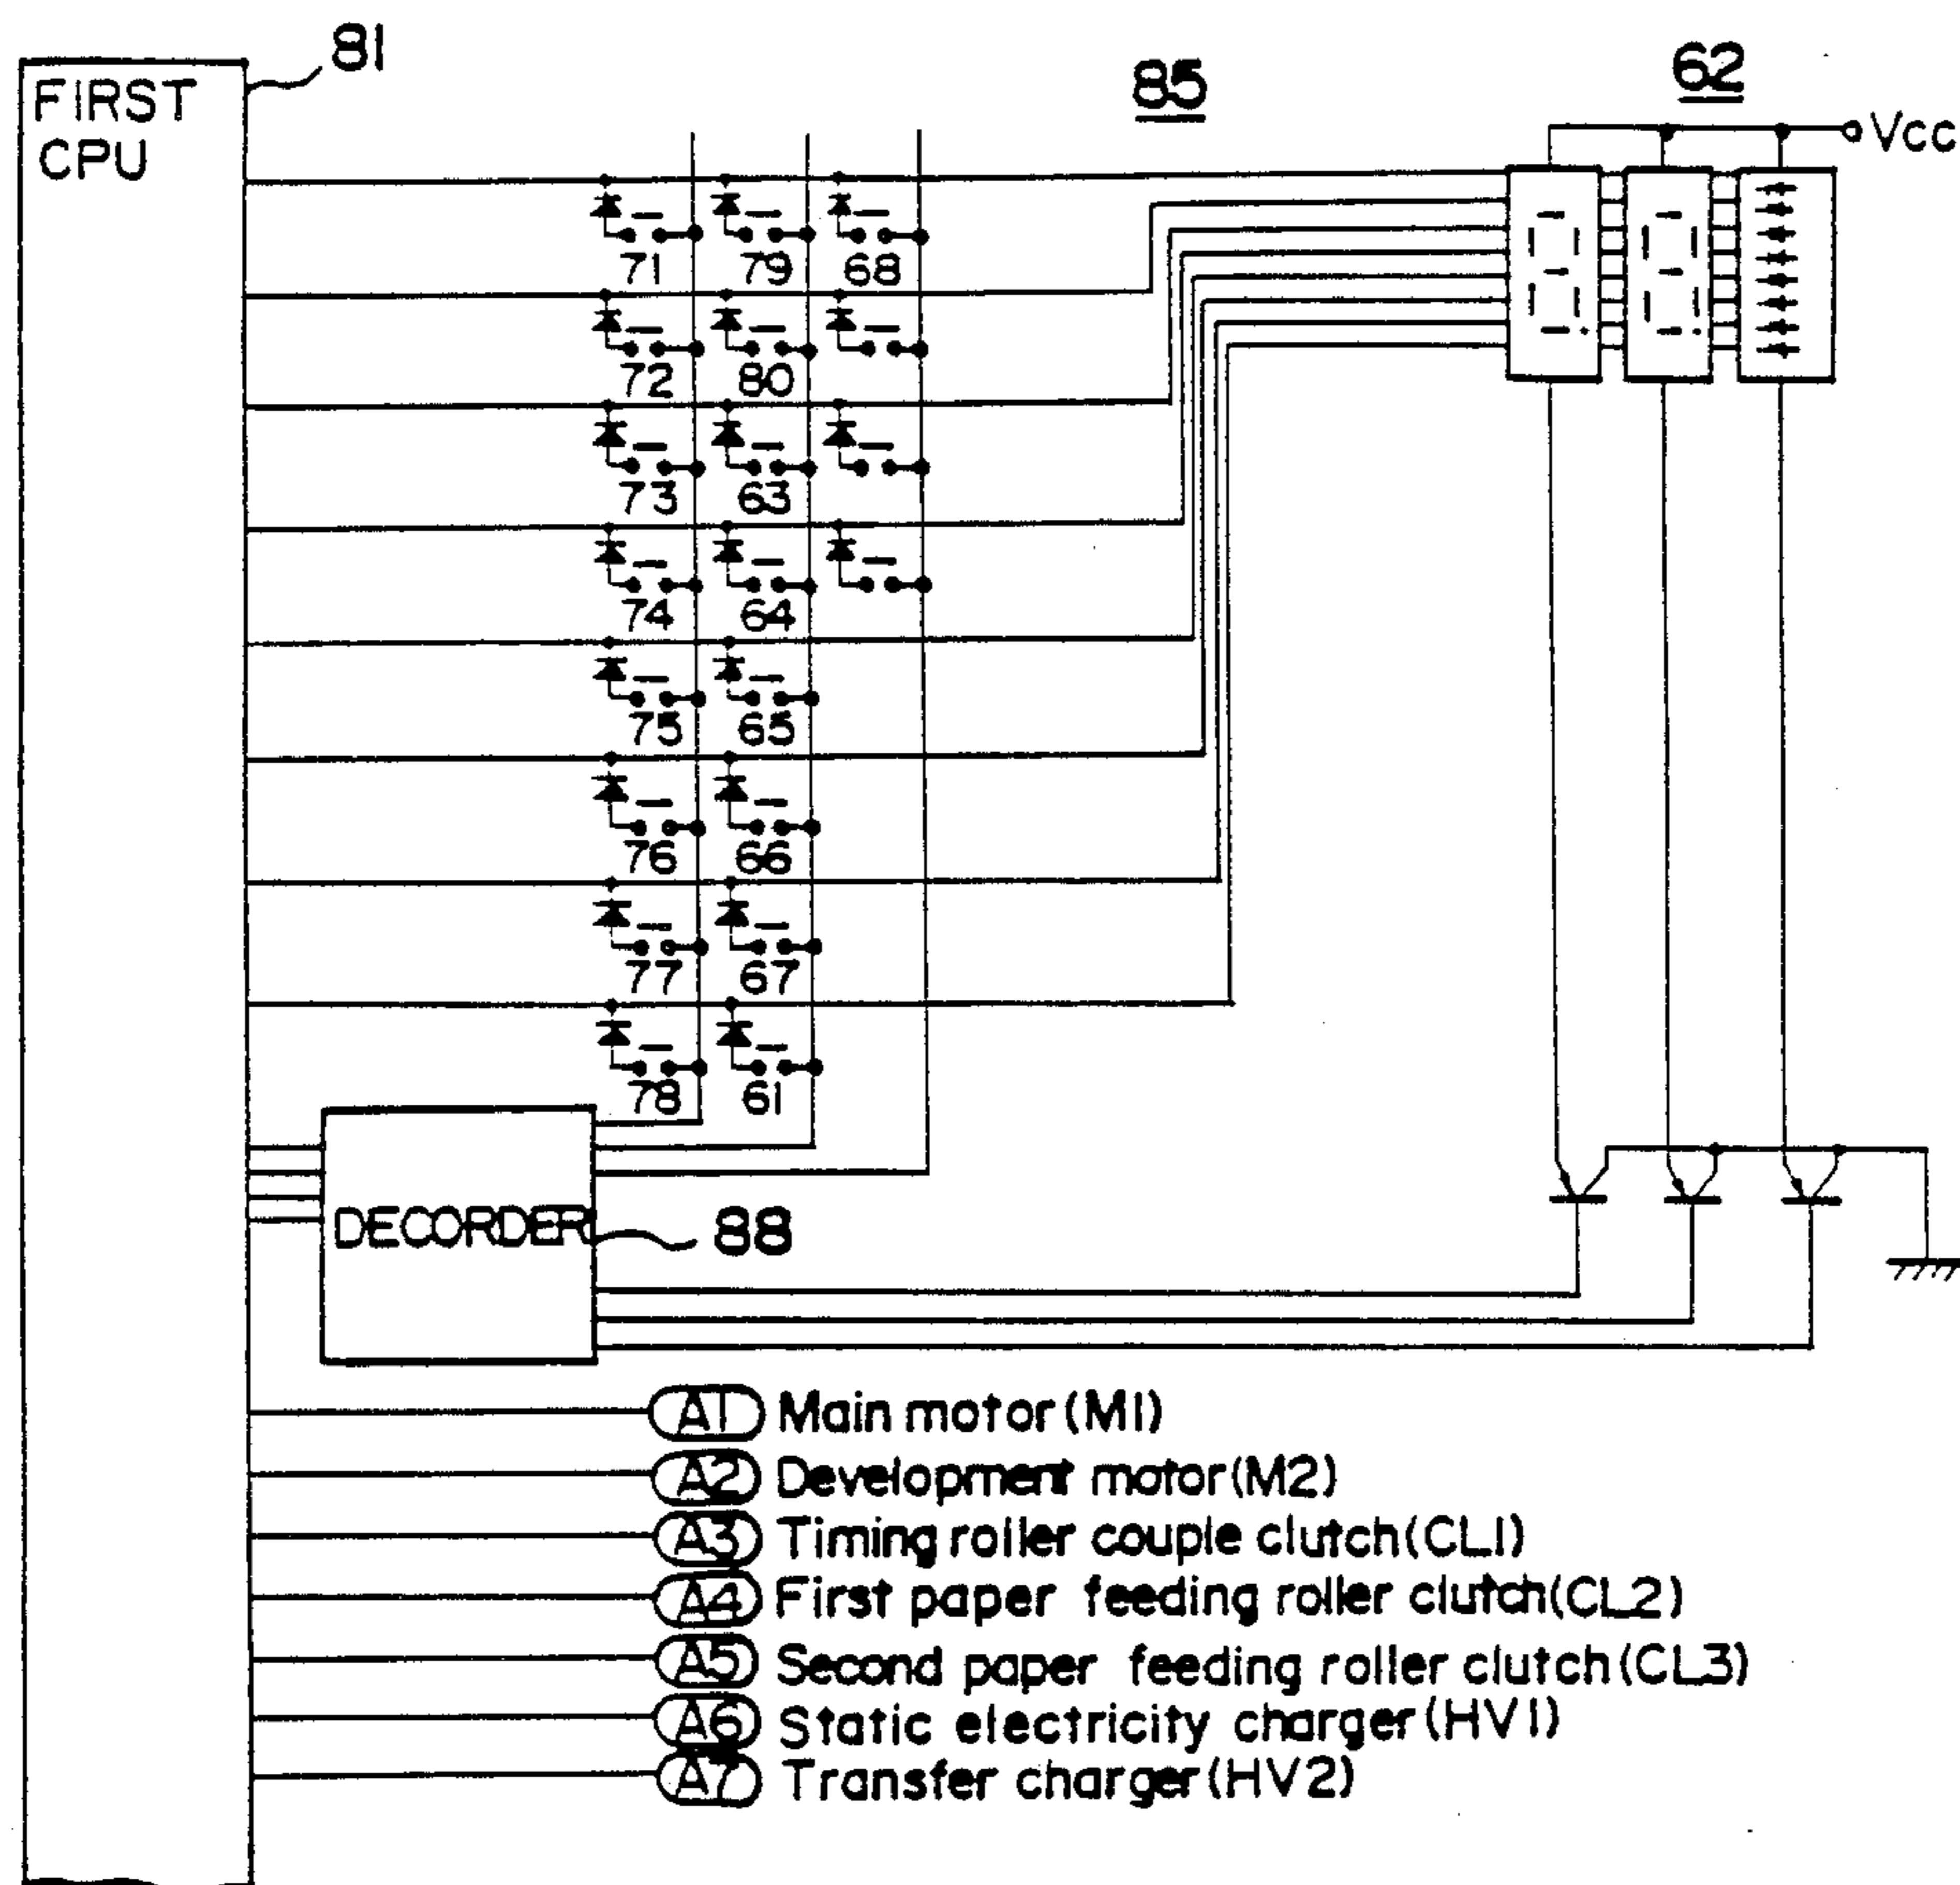 81
85
62
FIRST
CPU
Vcc
71 79 68
72 80
73 63
74 64
75 65
76 66
77 67
78 61
DECORDER
88
A1 Main motor (M1)
A2 Development motor (M2)
A3 Timing roller couple clutch (CL1)
A4 First paper feeding roller clutch (CL2)
A5 Second paper feeding roller clutch (CL3)
A6 Static electricity charger (HV1)
A7 Transfer charger (HV2)